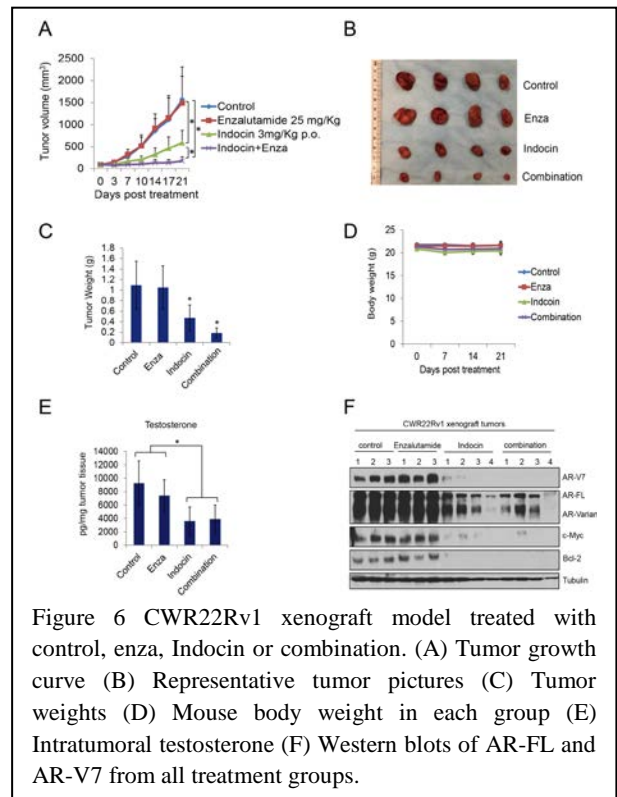 A
Tunor volume (mm³)
2500
2000
1500
1000
500
0
0 3 7 10 14 17 21
Days post treatment
Control
Enzalutamide 25 mg/Kg
Indocin 3mg/Kg p.o.
Indocin+Enza
*
*
*
B
Control
Enza
Indocin
Combination
C
Tumor Weight (g)
1.8
1.6
1.4
1.2
1
0.8
0.6
0.4
0.2
0
*
*
Control
Enza
Indocin
Combination
D
Body weight (g)
25
20
15
10
5
0
0 7 14 21
Days post treatment
Control
Enza
Indcoin
Combination
E
Testosterone
*
pg/mg tumor tissue
14000
12000
10000
8000
6000
4000
2000
0
Control
Enza
Indocin
Combination
F
CWR22Rv1 xenograft tumors
control Enzalutamide Indocin combination
1 2 3 1 2 3 1 2 3 4 1 2 3 4
AR-V7
AR-FL
AR-Varian
c-Myc
Bcl-2
Tubulin
Figure 6 CWR22Rv1 xenograft model treated with
control, enza, Indocin or combination. (A) Tumor growth
curve (B) Representative tumor pictures (C) Tumor
weights (D) Mouse body weight in each group (E)
Intratumoral testosterone (F) Western blots of AR-FL and
AR-V7 from all treatment groups.